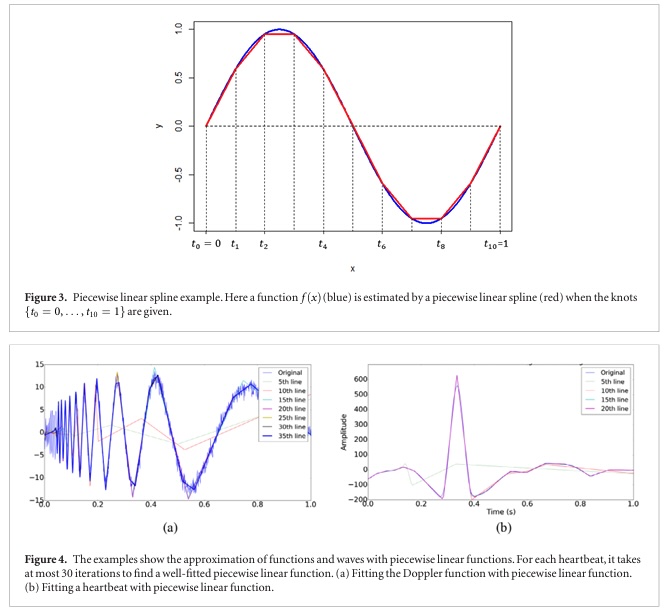 1.0
0.5
0.0
-0.5
-1.0
y
t₀ = 0 t₁ t₂ t₄ t₆ t₈ t₁₀=1
x
Figure 3. Piecewise linear spline example. Here a function f(x) (blue) is estimated by a piecewise linear spline (red) when the knots
{t₀ = 0, . . . , t₁₀ = 1} are given.
15
10
5
0
−5
−10
−15
0.0 0.2 0.4 0.6 0.8 1.0
Original
5th line
10th line
15th line
20th line
25th line
30th line
35th line
(a)
600
500
400
300
200
100
0
−100
−200
Amplitude
0.0 0.2 0.4 0.6 0.8 1.0
Time (s)
Original
5th line
10th line
15th line
20th line
(b)
Figure 4. The examples show the approximation of functions and waves with piecewise linear functions. For each heartbeat, it takes
at most 30 iterations to find a well-fitted piecewise linear function. (a) Fitting the Doppler function with piecewise linear function.
(b) Fitting a heartbeat with piecewise linear function.